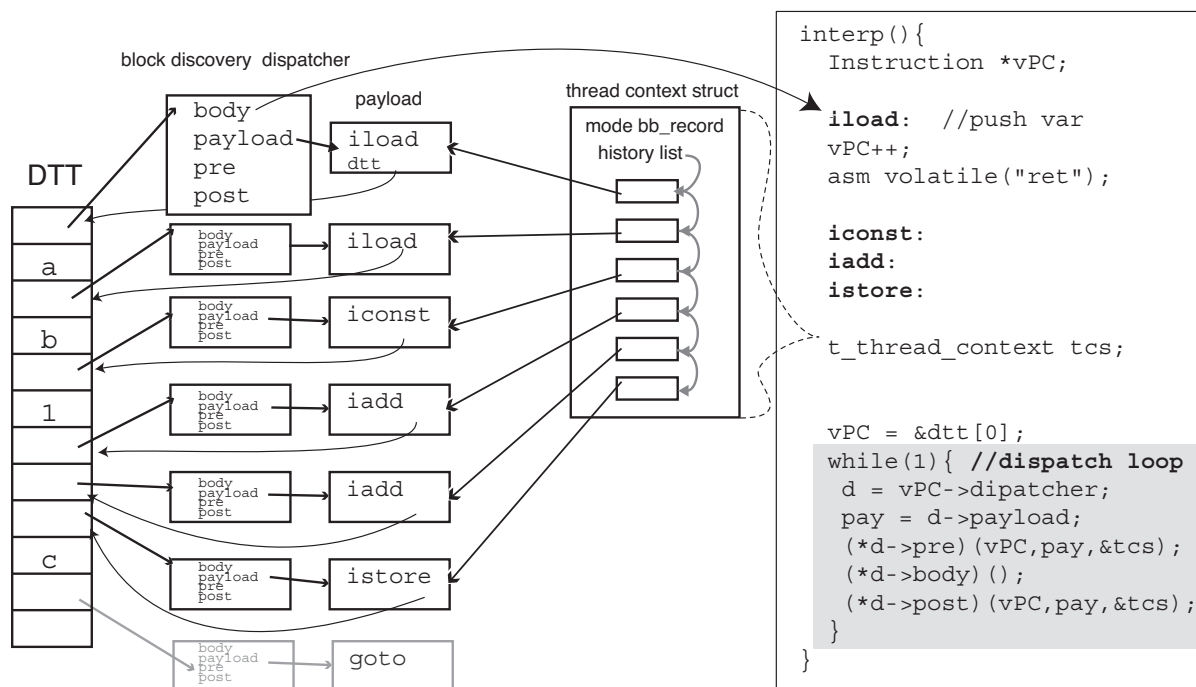 block discovery dispatcher
body
payload
pre
post
payload
iload
dtt
thread context struct
mode bb_record
history list
DTT
a
b
1
c
body
payload
pre
post
iload
body
payload
pre
post
iconst
body
payload
pre
post
iadd
body
payload
pre
post
iadd
body
payload
pre
post
istore
body
payload
pre
post
goto
interp(){
Instruction *vPC;
iload: //push var
vPC++;
asm volatile("ret");
iconst:
iadd:
istore:
t_thread_context tcs;
vPC = &dtt[0];
while(1){ //dispatch loop
d = vPC->dipatcher;
pay = d->payload;
(*d->pre)(vPC,pay,&tcs);
(*d->body)();
(*d->post)(vPC,pay,&tcs);
}
}